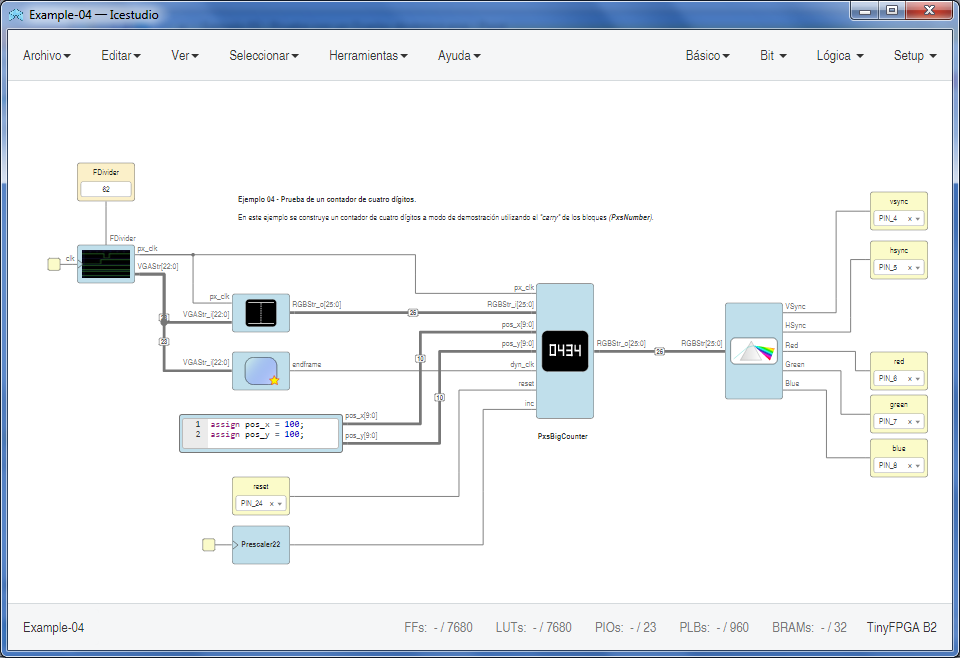 Example-04 — Icestudio
Archivo Editar Ver Seleccionar Herramientas Ayuda Básico Bit Lógica Setup
FDivider
62
Ejemplo 04 - Prueba de un contador de cuatro dígitos.
En este ejemplo se construye un contador de cuatro dígitos a modo de demostración utilizando el "carry" de los bloques (PxsNumber).
FDivider
clk
px_clk
VGAStr[22:0]
23
23
px_clk
VGAStr_i[22:0]
RGBStr_o[25:0]
26
VGAStr_i[22:0]
endframe
1 assign pos_x = 100;
2 assign pos_y = 100;
pos_x[9:0]
pos_y[9:0]
10
10
reset
PIN_24 x
Prescaler22
px_clk
RGBStr_i[25:0]
pos_x[9:0]
pos_y[9:0]
dyn_clk
reset
inc
0434
PxsBigCounter
RGBStr_o[25:0]
26
RGBStr[25:0]
VSync
HSync
Red
Green
Blue
vsync
PIN_4 x
hsync
PIN_5 x
red
PIN_6 x
green
PIN_7 x
blue
PIN_8 x
Example-04 FFs: - / 7680 LUTs: - / 7680 PIOs: - / 23 PLBs: - / 960 BRAMs: - / 32 TinyFPGA B2